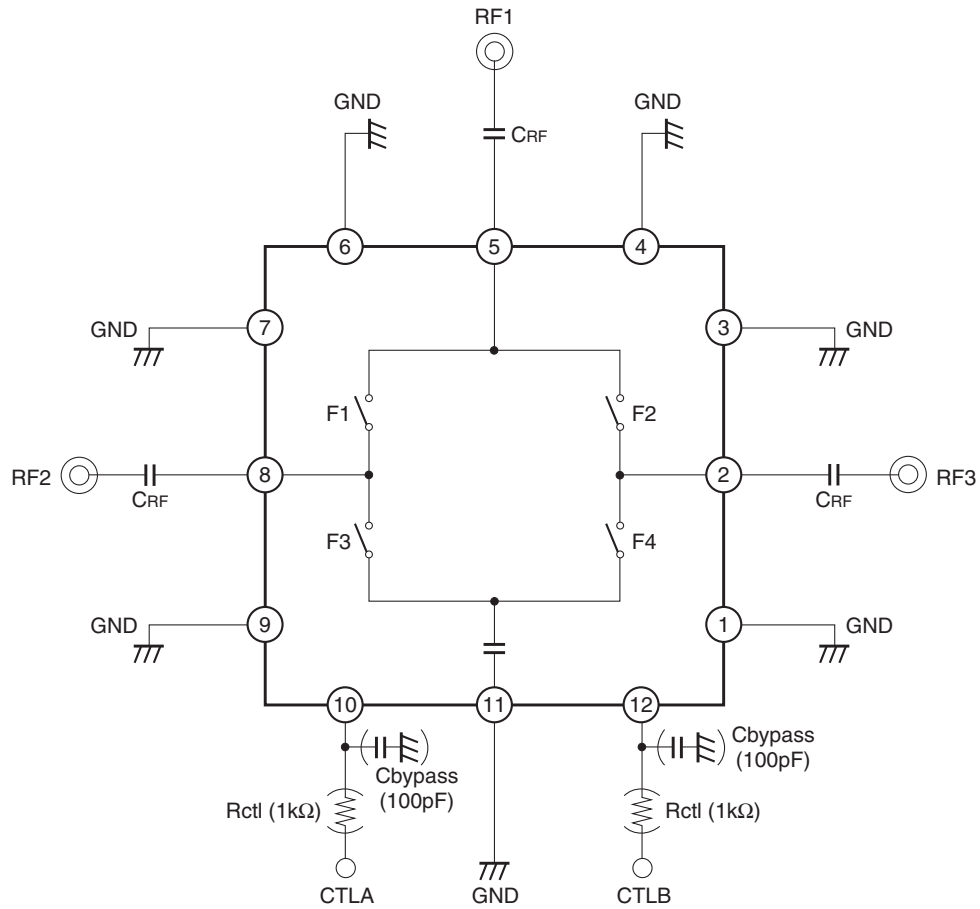 RF1
GND
GND
CRF
6
5
4
GND
7
3
GND
F1
F2
RF2
CRF
8
2
CRF
RF3
F3
F4
GND
9
1
GND
10
11
12
Cbypass
(100pF)
Cbypass
(100pF)
Rctl (1kΩ)
Rctl (1kΩ)
CTLA
GND
CTLB